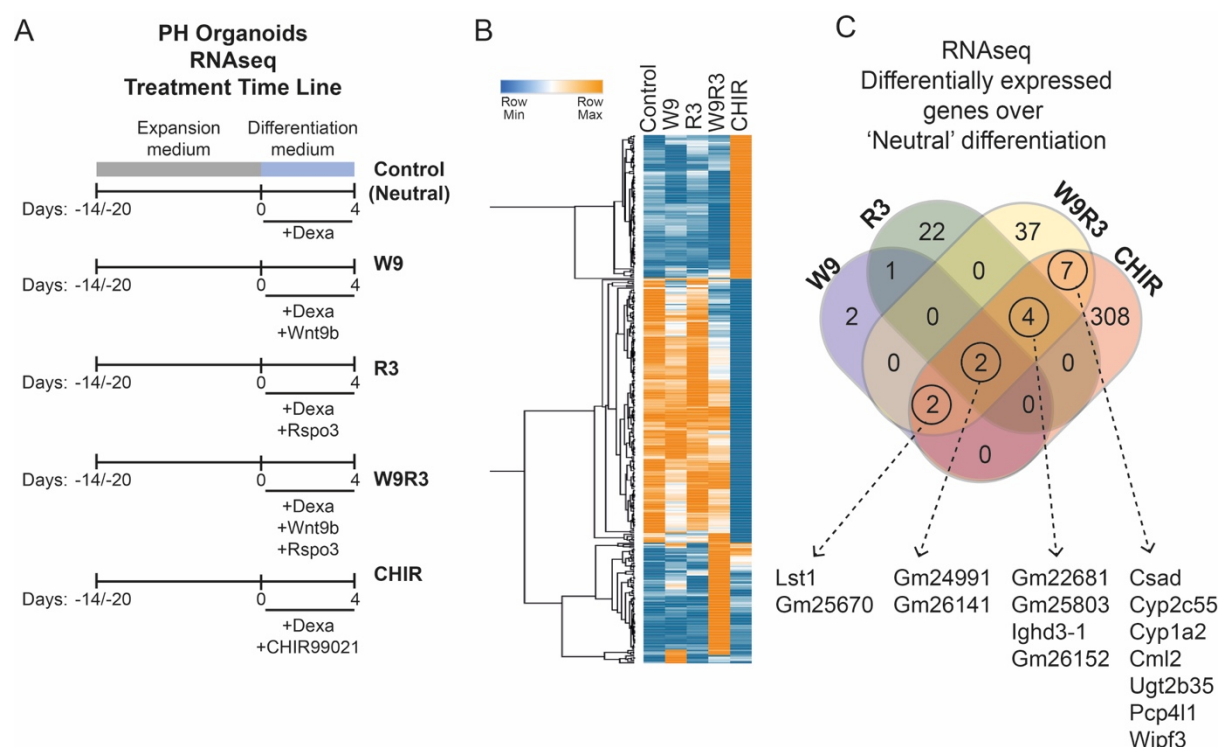 A
PH Organoids
RNAseq
Treatment Time Line
Expansion
medium
Differentiation
medium
Control
(Neutral)
Days: -14/-20
0
4
+Dexa
W9
Days: -14/-20
0
4
+Dexa
+Wnt9b
R3
Days: -14/-20
0
4
+Dexa
+Rspo3
W9R3
Days: -14/-20
0
4
+Dexa
+Wnt9b
+Rspo3
CHIR
Days: -14/-20
0
4
+Dexa
+CHIR99021
B
Row
Min
Row
Max
Control
W9
R3
W9R3
CHIR
C
RNAseq
Differentially expressed
genes over
‘Neutral’ differentiation
W9
R3
W9R3
CHIR
22
37
1
0
7
2
0
4
308
0
2
0
2
0
0
Lst1
Gm25670
Gm24991
Gm26141
Gm22681
Gm25803
Ighd3-1
Gm26152
Csad
Cyp2c55
Cyp1a2
Cml2
Ugt2b35
Pcp4l1
Wipf3